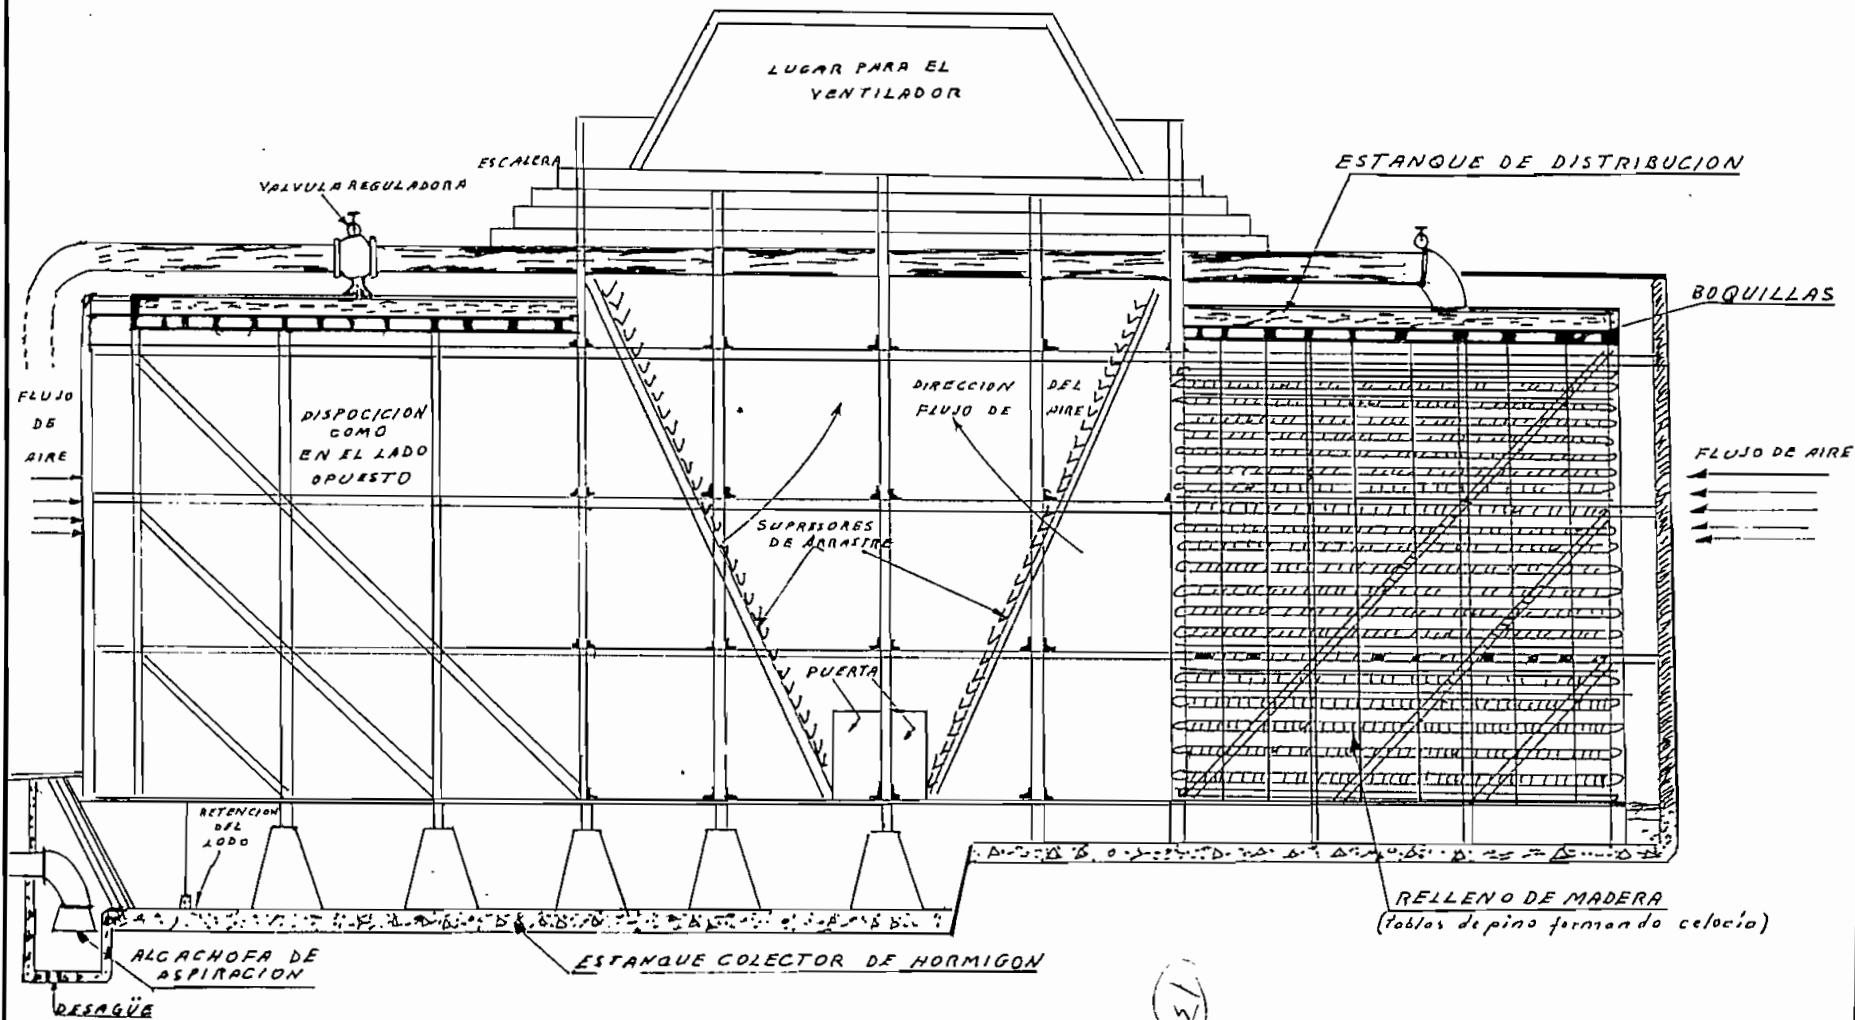 LUGAR PARA EL
VENTILADOR
ESCALERA
VALVULA REGULADORA
ESTANQUE DE DISTRIBUCION
BOQUILLAS
FLUJO
DE
AIRE
DISPOCICION
COMO
EN EL LADO
OPUESTO
DIRECCION DEL
FLUJO DE AIRE
FLUJO DE AIRE
SUPRESORES
DE ARRASTRE
PUERTA
RETENCION
DEL
LODO
RELLENO DE MADERA
(tablas de pino formando celocía)
ALCACHOFA DE
ASPIRACION
ESTANQUE COLECTOR DE HORMIGON
DESAGÜE